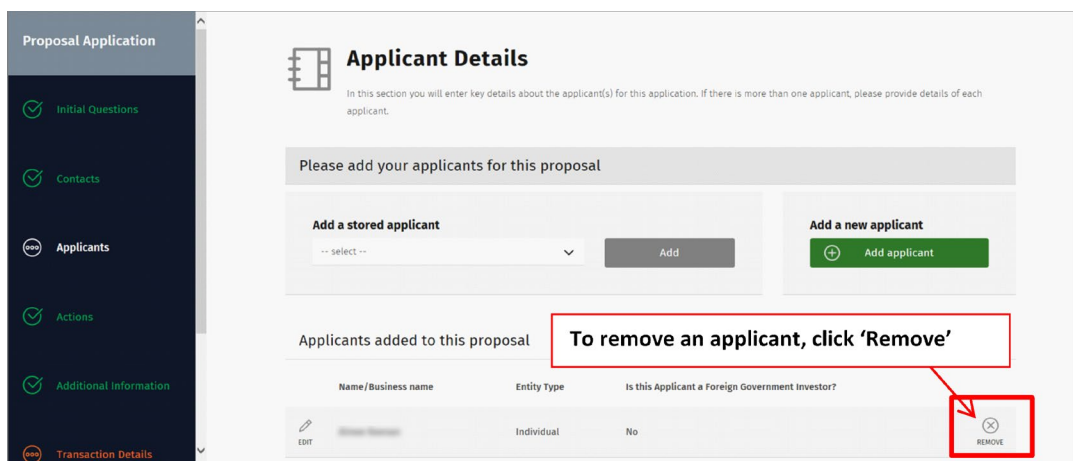 Proposal Application
Initial Questions
Contacts
Applicants
Actions
Additional Information
Transaction Details
Applicant Details
In this section you will enter key details about the applicant(s) for this application. If there is more than one applicant, please provide details of each
applicant.
Please add your applicants for this proposal
Add a stored applicant
-- select --
Add
Add a new applicant
Add applicant
Applicants added to this proposal
To remove an applicant, click ‘Remove’
Name/Business name Entity Type Is this Applicant a Foreign Government Investor?
EDIT Individual No REMOVE